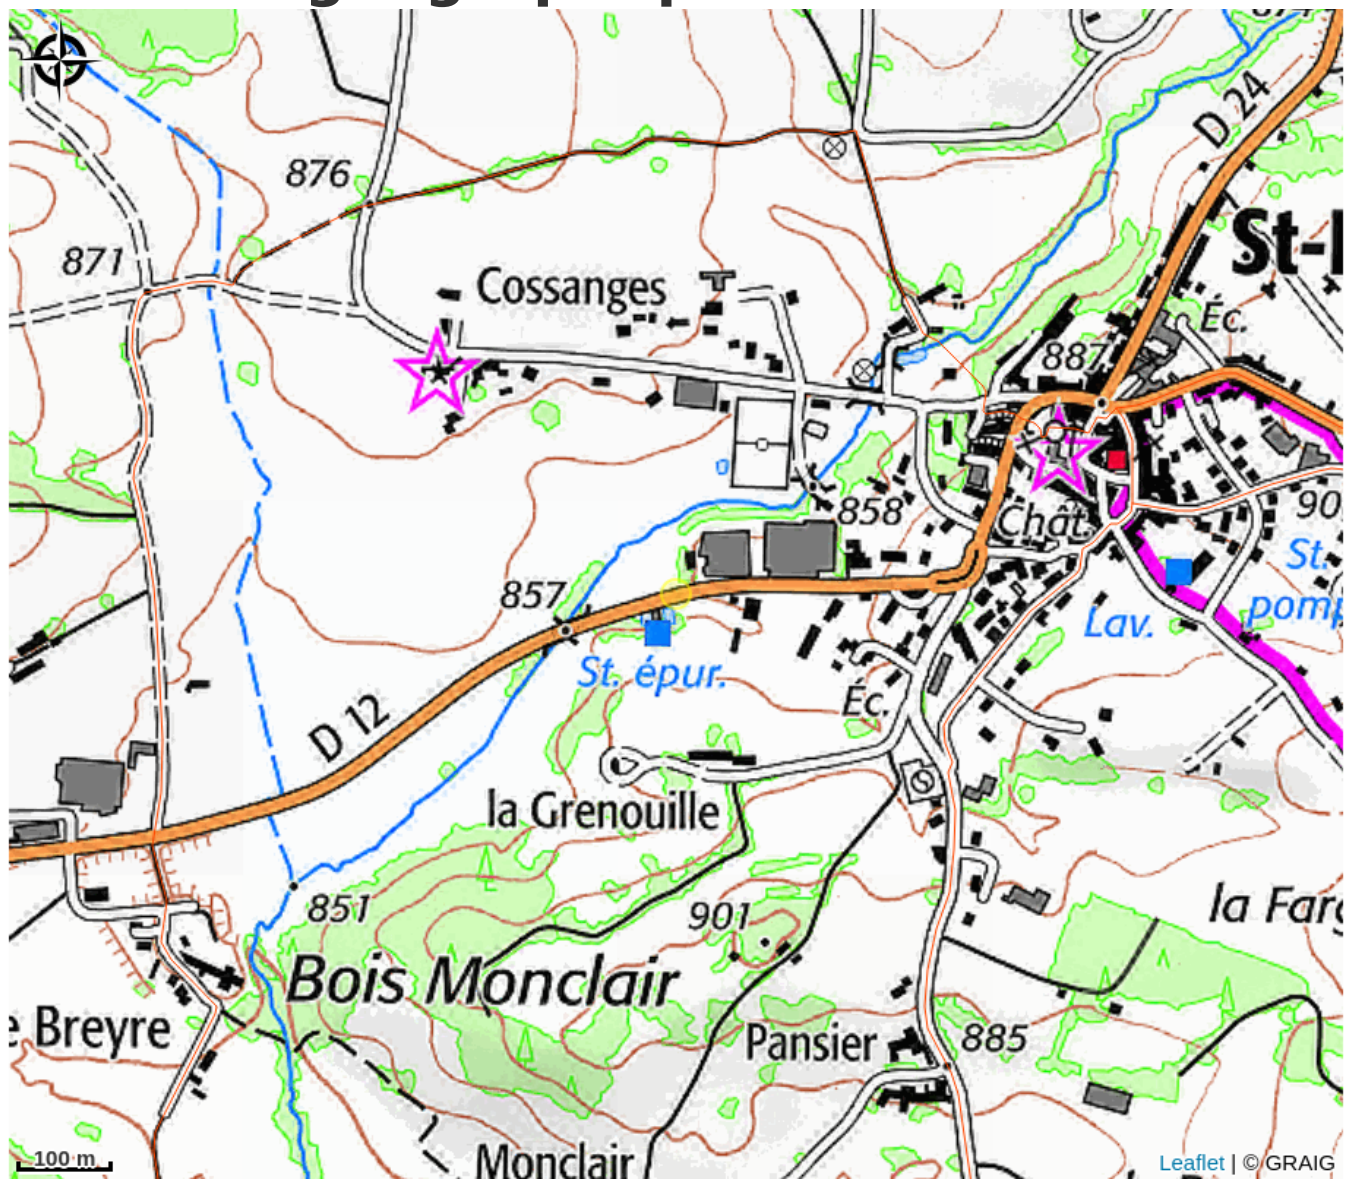 D 24
876
871
Cossanges
St-
Éc.
887
858
Chât.
90
857
St.
pomp
Lav.
St. épur.
D 12
Éc.
la Grenouille
851
901
la Farg
Bois Monclair
e Breyre
Pansier
885
Monclair
100 m
Leaflet | © GRAIG